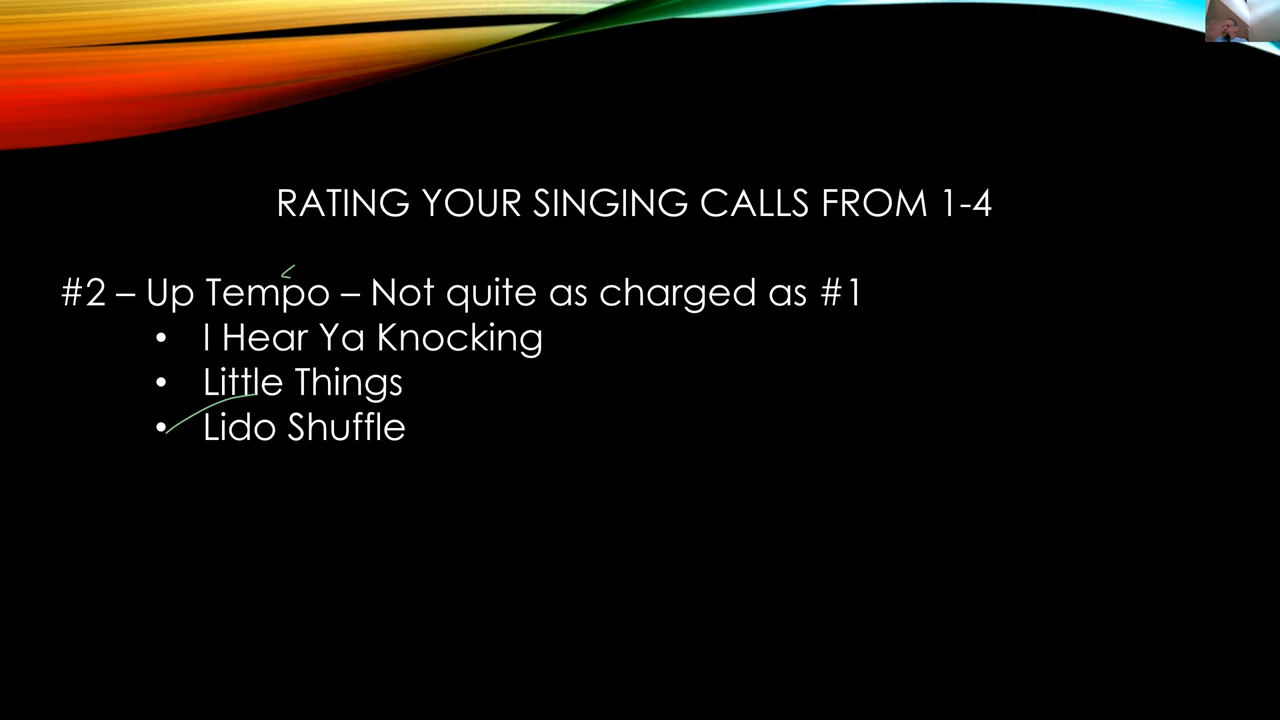 RATING YOUR SINGING CALLS FROM 1-4
#2 – Up Tempo – Not quite as charged as #1
• I Hear Ya Knocking
• Little Things
• Lido Shuffle